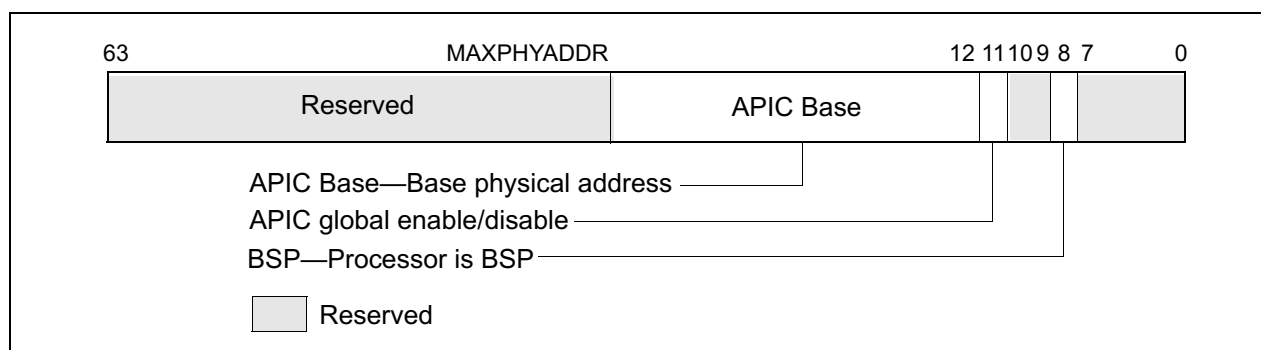 63 MAXPHYADDR 12 11 10 9 8 7 0
Reserved APIC Base
APIC Base—Base physical address
APIC global enable/disable
BSP—Processor is BSP
Reserved